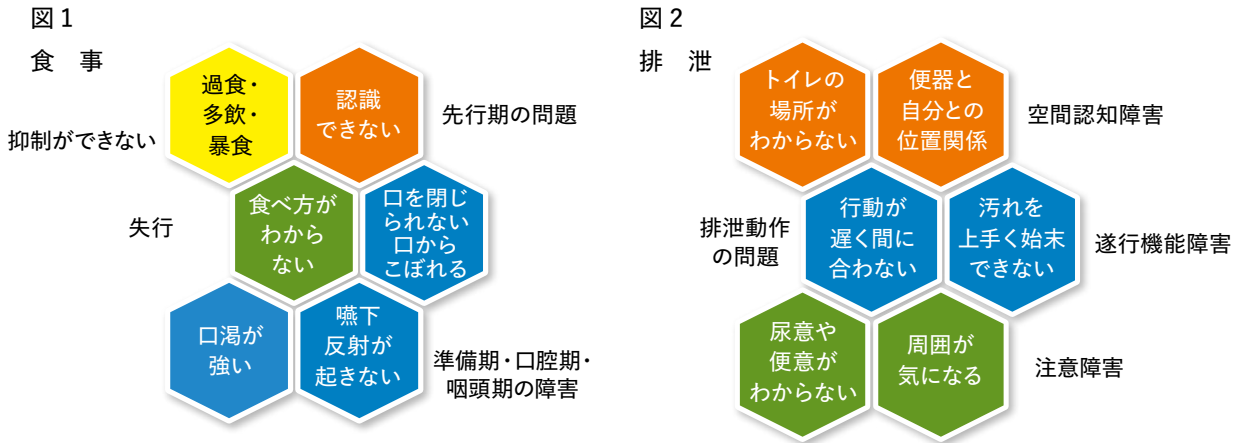 図1
食　事
過食・
多飲・
暴食
認識
できない
先行期の問題
抑制ができない
食べ方が
わから
ない
口を閉じ
られない
口から
こぼれる
失行
口渇が
強い
嚥下
反射が
起きない
準備期・口腔期・
咽頭期の障害
図2
排　泄
トイレの
場所が
わからない
便器と
自分との
位置関係
空間認知障害
排泄動作
の問題
行動が
遅く間に
合わない
汚れを
上手く始末
できない
遂行機能障害
尿意や
便意が
わからない
周囲が
気になる
注意障害